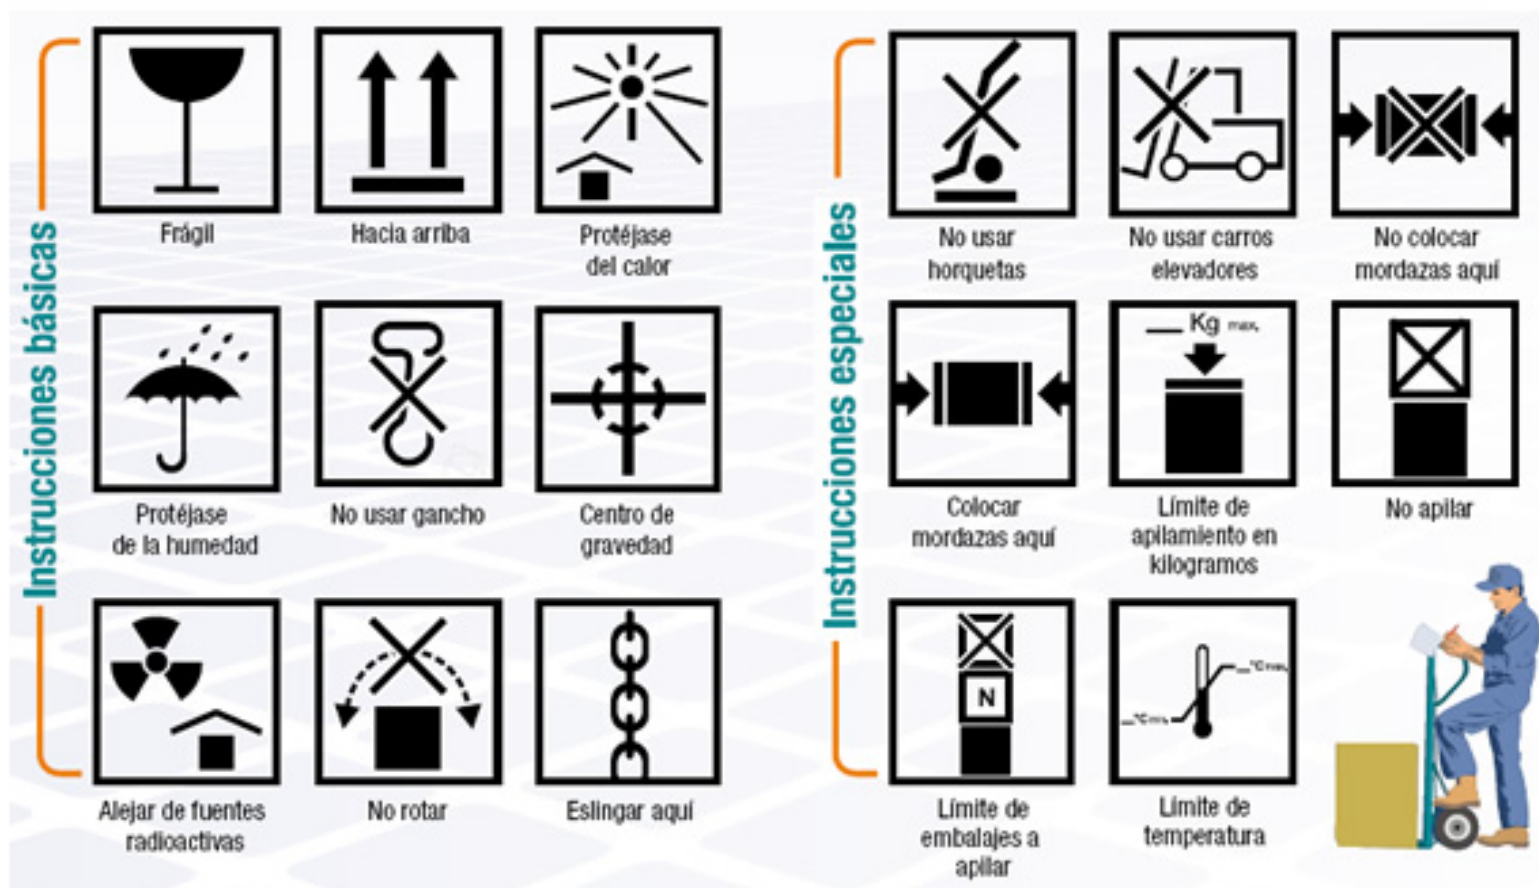 Instrucciones básicas
Frágil
Hacia arriba
Protéjase
del calor
Protéjase
de la humedad
No usar gancho
Centro de
gravedad
Alejar de fuentes
radioactivas
No rotar
Eslingar aquí
Instrucciones especiales
No usar
horquetas
No usar carros
elevadores
No colocar
mordazas aquí
Colocar
mordazas aquí
Kg max.
Límite de
apilamiento en
kilogramos
No apilar
N
Límite de
embalajes a
apilar
°C max.
°C min.
Límite de
temperatura